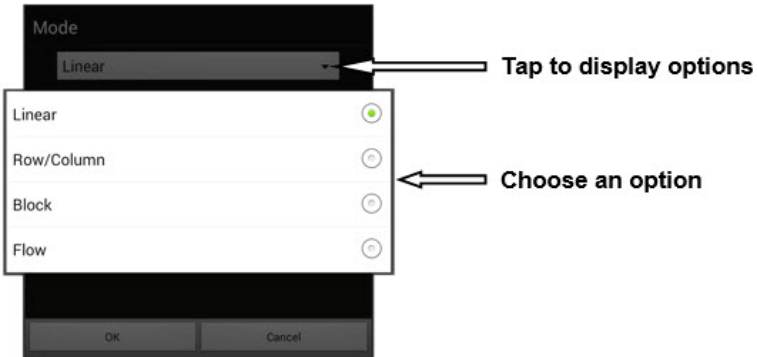 Mode
Linear
Tap to display options
Linear
Row/Column
Choose an option
Block
Flow
OK
Cancel